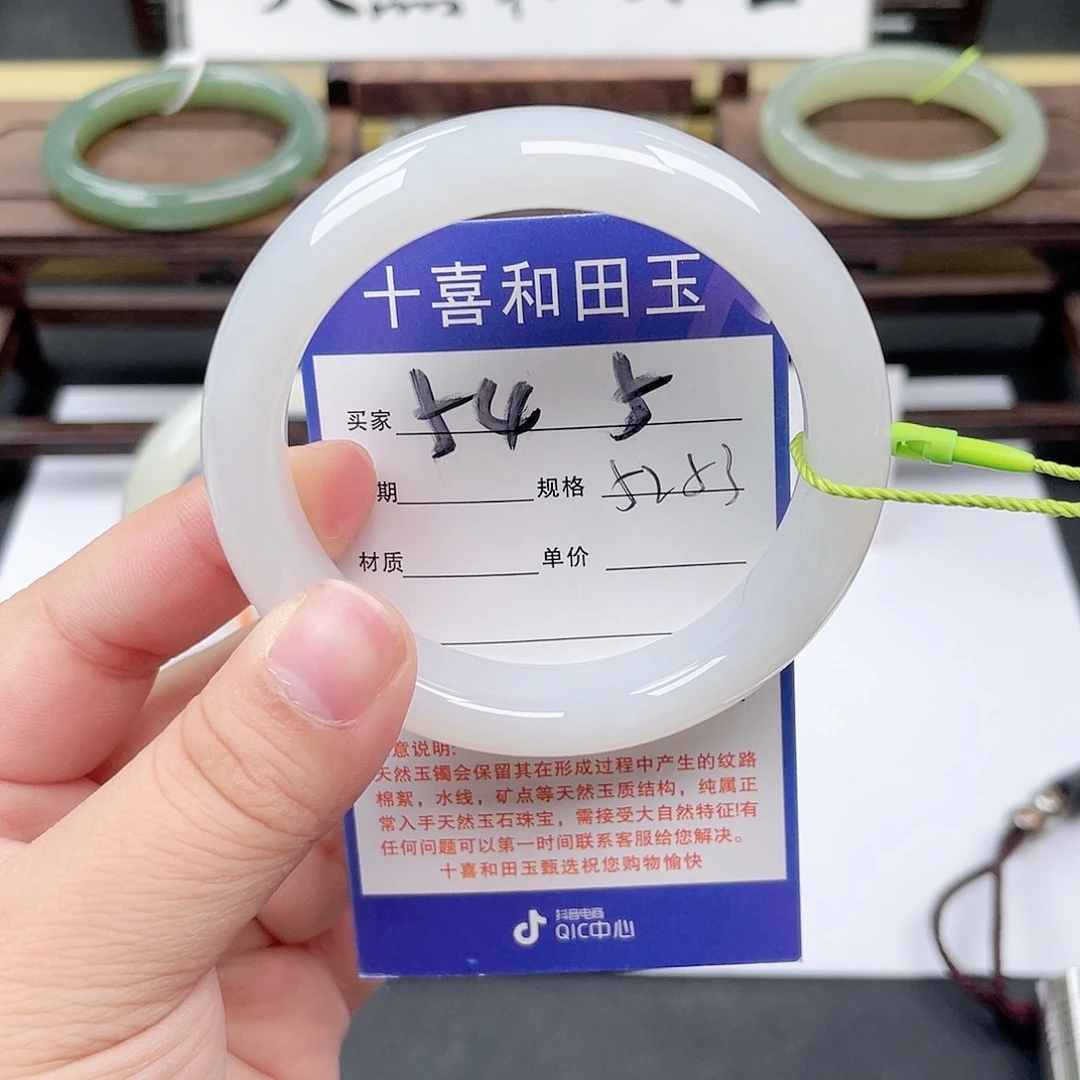 十喜和田玉
买家 54 5
期 规格 5253
材质 单价
意说明:
天然玉镯会保留其在形成过程中产生的纹路
棉絮，水线，矿点等天然玉质结构，纯属正
常入手天然玉石珠宝，需接受大自然特征!有
任何问题可以第一时间联系客服给您解决。
十喜和田玉甄选祝您购物愉快
抖音电商
QIC中心